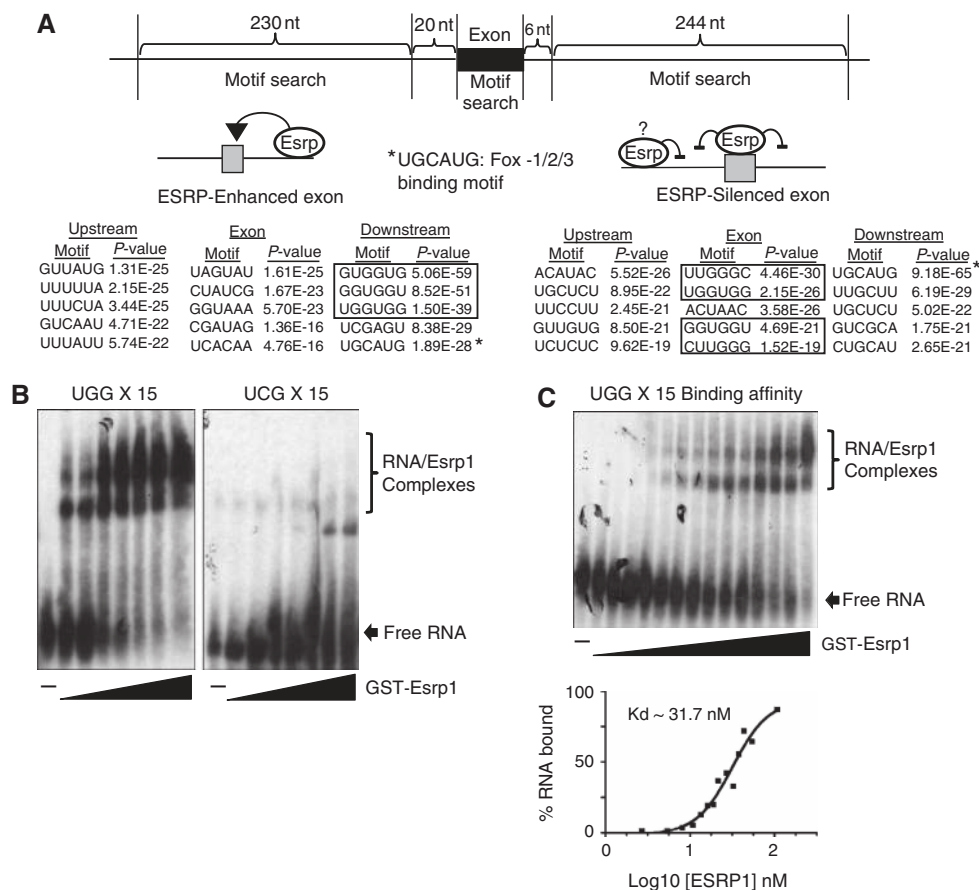 A
230 nt
20 nt
Exon
6 nt
244 nt
Motif search
Motif search
Motif search
Esrp
*UGCAUG: Fox -1/2/3
binding motif
?
Esrp
Esrp
ESRP-Enhanced exon
ESRP-Silenced exon
Upstream
Motif P-value
GUUAUG 1.31E-25
UUUUUA 2.15E-25
UUUCUA 3.44E-25
GUCAAU 4.71E-22
UUUAUU 5.74E-22
Exon
Motif P-value
UAGUAU 1.61E-25
CUAUCG 1.67E-23
GGUAAA 5.70E-23
CGAUAG 1.36E-16
UCACAA 4.76E-16
Downstream
Motif P-value
GUGGUG 5.06E-59
GGUGGU 8.52E-51
UGGUGG 1.50E-39
UCGAGU 8.38E-29
UGCAUG 1.89E-28 *
Upstream
Motif P-value
ACAUAC 5.52E-26
UGCUCU 8.95E-22
UUCCUU 2.45E-21
GUUGUG 8.50E-21
UCUCUC 9.62E-19
Exon
Motif P-value
UUGGGC 4.46E-30
UGGUGG 2.15E-26
ACUAAC 3.58E-26
GGUGGU 4.69E-21
CUUGGG 1.52E-19
Downstream
Motif P-value
UGCAUG 9.18E-65 *
UUGCUU 6.19E-29
UGCUCU 5.02E-22
GUCGCA 1.75E-21
CUGCAU 2.65E-21
B
UGG X 15
UCG X 15
RNA/Esrp1
Complexes
Free RNA
–
–
GST-Esrp1
C
UGG X 15 Binding affinity
RNA/Esrp1
Complexes
Free RNA
–
GST-Esrp1
100
50
0
% RNA bound
Kd ~ 31.7 nM
0
1
2
Log10 [ESRP1] nM